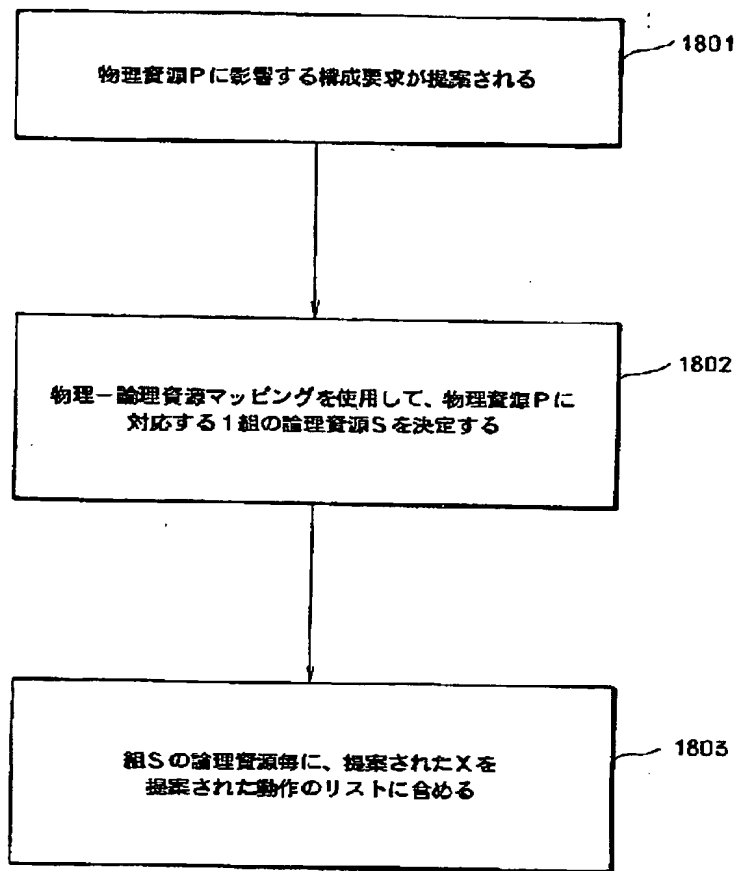 物理資源Pに影響する構成要求が提案される
1801
物理－論理資源マッピングを使用して、物理資源Pに
対応する1組の論理資源Sを決定する
1802
組Sの論理資源毎に、提案されたXを
提案された動作のリストに含める
1803